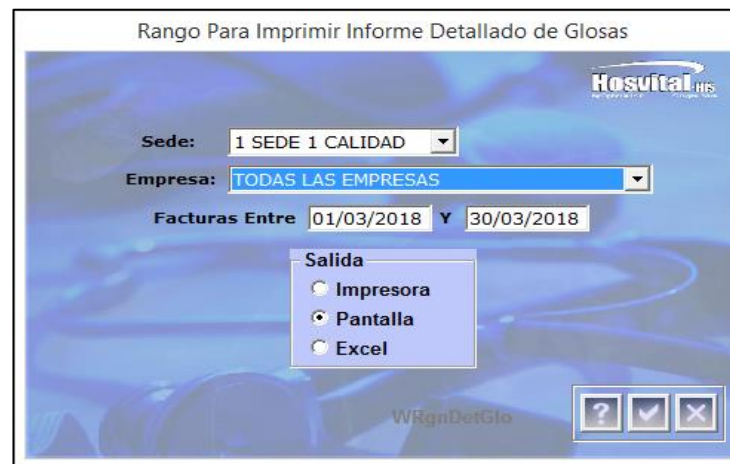 Rango Para Imprimir Informe Detallado de Glosas
Hosvital HIS
Sede: 1 SEDE 1 CALIDAD
Empresa: TODAS LAS EMPRESAS
Facturas Entre 01/03/2018 Y 30/03/2018
Salida
Impresora
Pantalla
Excel
WRgnDetGlo
?